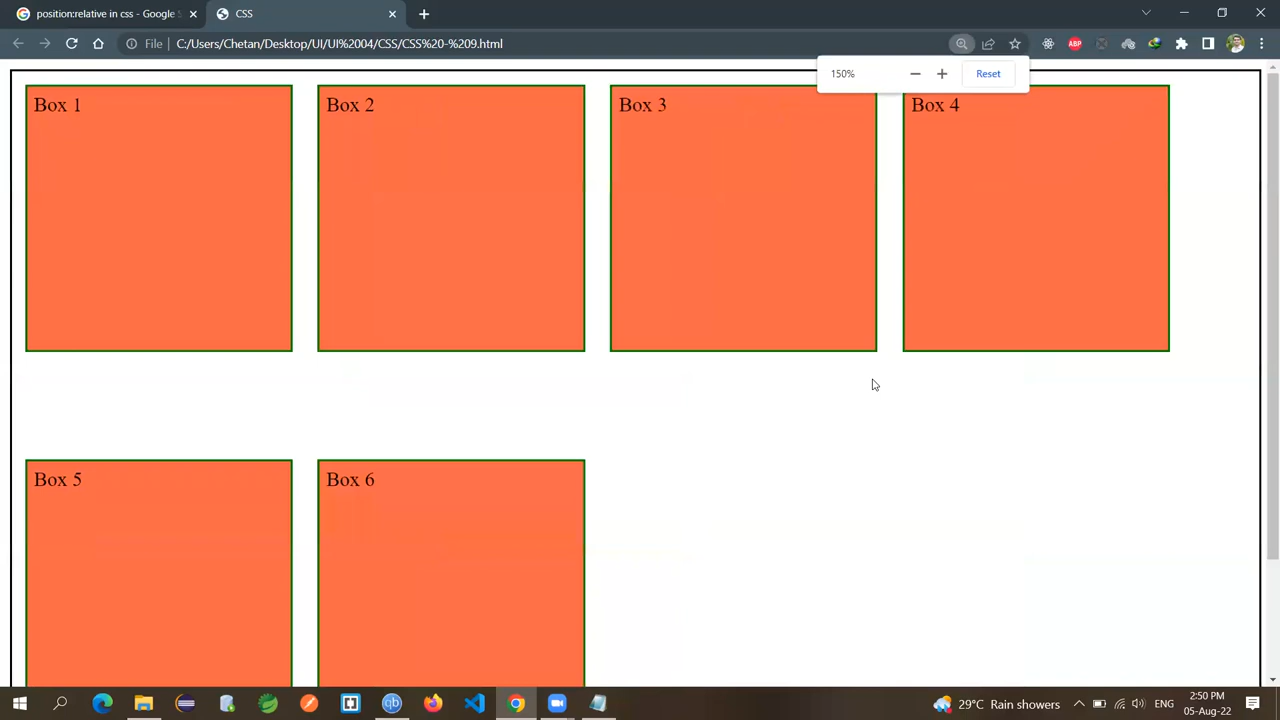 position:relative in css - Google S
CSS
File
C:/Users/Chetan/Desktop/UI/UI%2004/CSS/CSS%20-%209.html
ABP
150%
Reset
Box 1
Box 2
Box 3
Box 4
Box 5
Box 6
qb
29°C Rain showers
ENG
2:50 PM
05-Aug-22